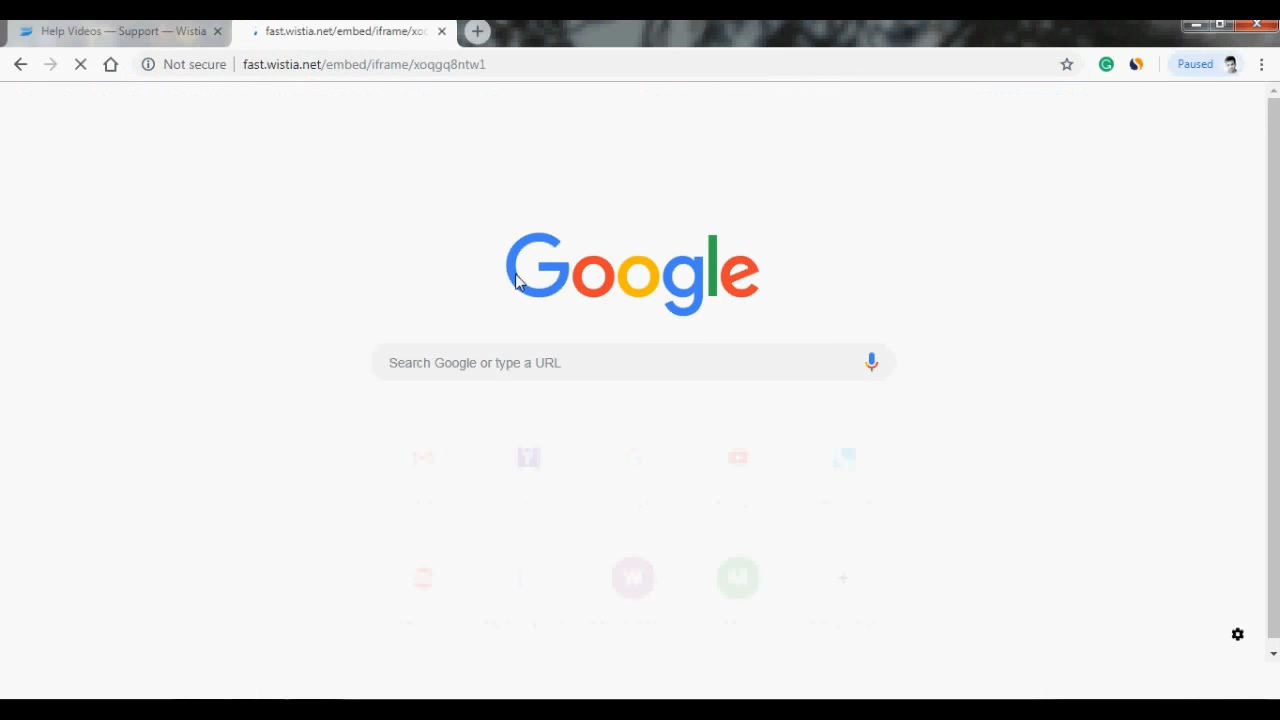 Help Videos — Support — Wistia
fast.wistia.net/embed/iframe/xoq
Not secure
fast.wistia.net/embed/iframe/xoqgq8ntw1
Paused
Google
Search Google or type a URL
W
M